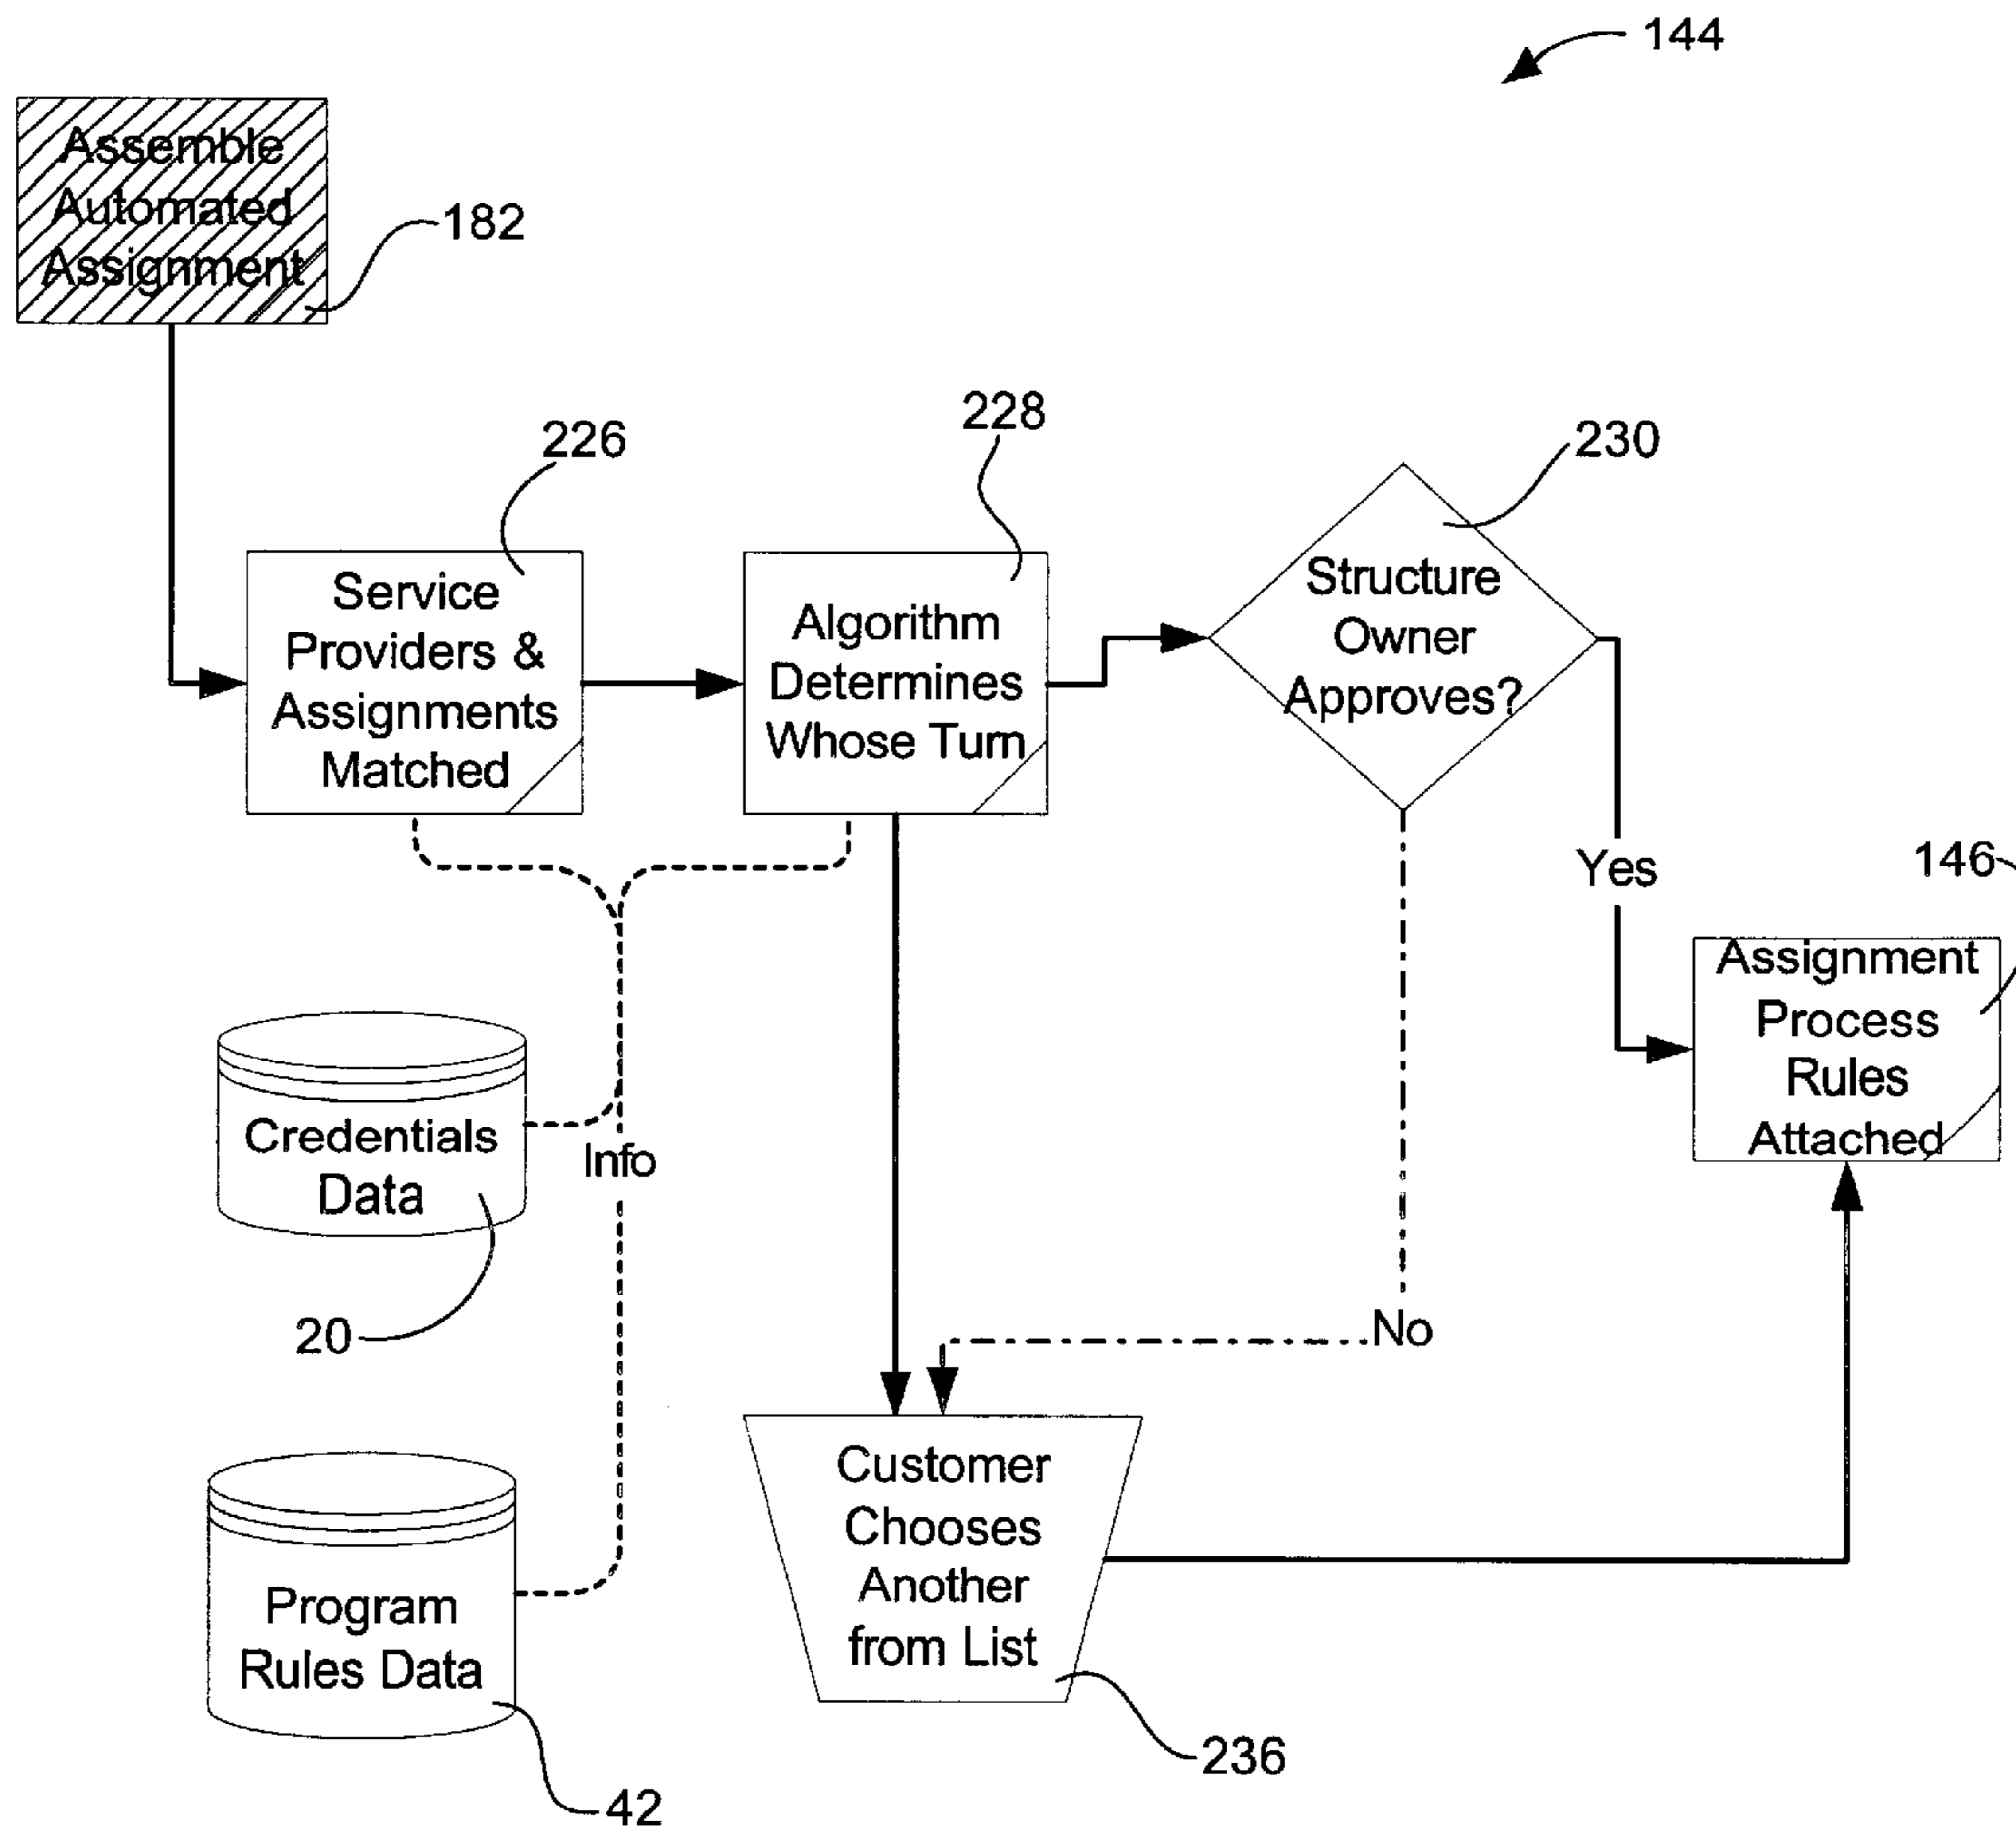 144
Assemble
Automated
Assignment
182
226
Service
Providers &
Assignments
Matched
228
Algorithm
Determines
Whose Turn
230
Structure
Owner
Approves?
Yes
146
Assignment
Process
Rules
Attached
Credentials
Data
20
Info
No
Program
Rules Data
42
Customer
Chooses
Another
from List
236